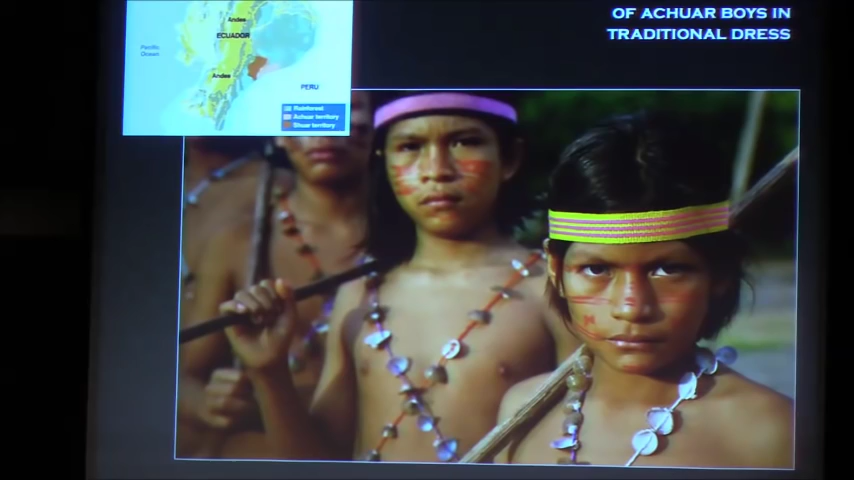 OF ACHUAR BOYS IN
TRADITIONAL DRESS
Andes
ECUADOR
Pacific
Ocean
Andes
PERU
Rainforest
Achuar territory
Shuar territory